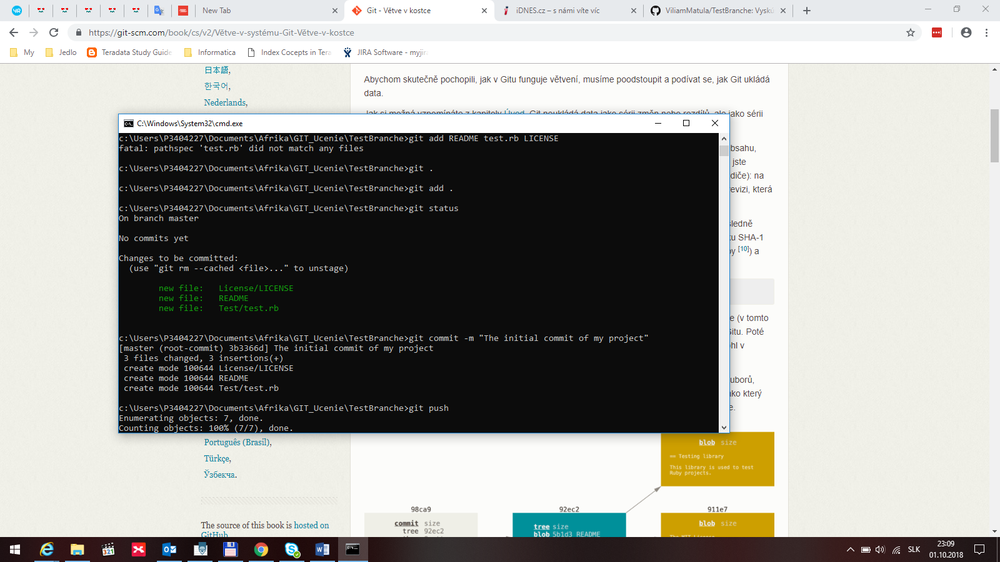 New Tab
Git - Větve v kostce
iDNES.cz – s námi víte víc
ViliamMatula/TestBranche: Vyskú
https://git-scm.com/book/cs/v2/Větve-v-systému-Git-Větve-v-kostce
My
Jedlo
Teradata Study Guide
Informatica
Index Cocepts in Tera
JIRA Software - myjira
日本語,
한국어,
Nederlands,
Abychom skutečně pochopili, jak v Gitu funguje větvení, musíme poodstoupit a podívat se, jak Git ukládá
data.
Jak si možná vzpomínáte z kapitoly Úvod, Git neukládá data jako sérii změn nebo rozdílů, ale jako sérii
C:\Windows\System32\cmd.exe
c:\Users\P3404227\Documents\Afrika\GIT_Ucenie\TestBranche>git add README test.rb LICENSE
fatal: pathspec 'test.rb' did not match any files
c:\Users\P3404227\Documents\Afrika\GIT_Ucenie\TestBranche>git .
c:\Users\P3404227\Documents\Afrika\GIT_Ucenie\TestBranche>git add .
c:\Users\P3404227\Documents\Afrika\GIT_Ucenie\TestBranche>git status
On branch master
No commits yet
Changes to be committed:
(use "git rm --cached <file>..." to unstage)
new file:   License/LICENSE
new file:   README
new file:   Test/test.rb
c:\Users\P3404227\Documents\Afrika\GIT_Ucenie\TestBranche>git commit -m "The initial commit of my project"
[master (root-commit) 3b3366d] The initial commit of my project
3 files changed, 3 insertions(+)
create mode 100644 License/LICENSE
create mode 100644 README
create mode 100644 Test/test.rb
c:\Users\P3404227\Documents\Afrika\GIT_Ucenie\TestBranche>git push
Enumerating objects: 7, done.
Counting objects: 100% (7/7), done.
bsahu,
jste
diče): na
evizi, která
sledně
u SHA-1
by [10]) a
e (v tomto
Gitu. Poté
ohl v
uborů,
ako který
e.
Português (Brasil),
Türkçe,
Ўзбекча.
The source of this book is hosted on
GitHub
blob size
== Testing library
This library is used to test
Ruby projects.
98ca9
commit size
tree 92ec2
92ec2
tree size
blob 5b1d3 README
911e7
blob size
The MIT License
SLK
23:09
01.10.2018